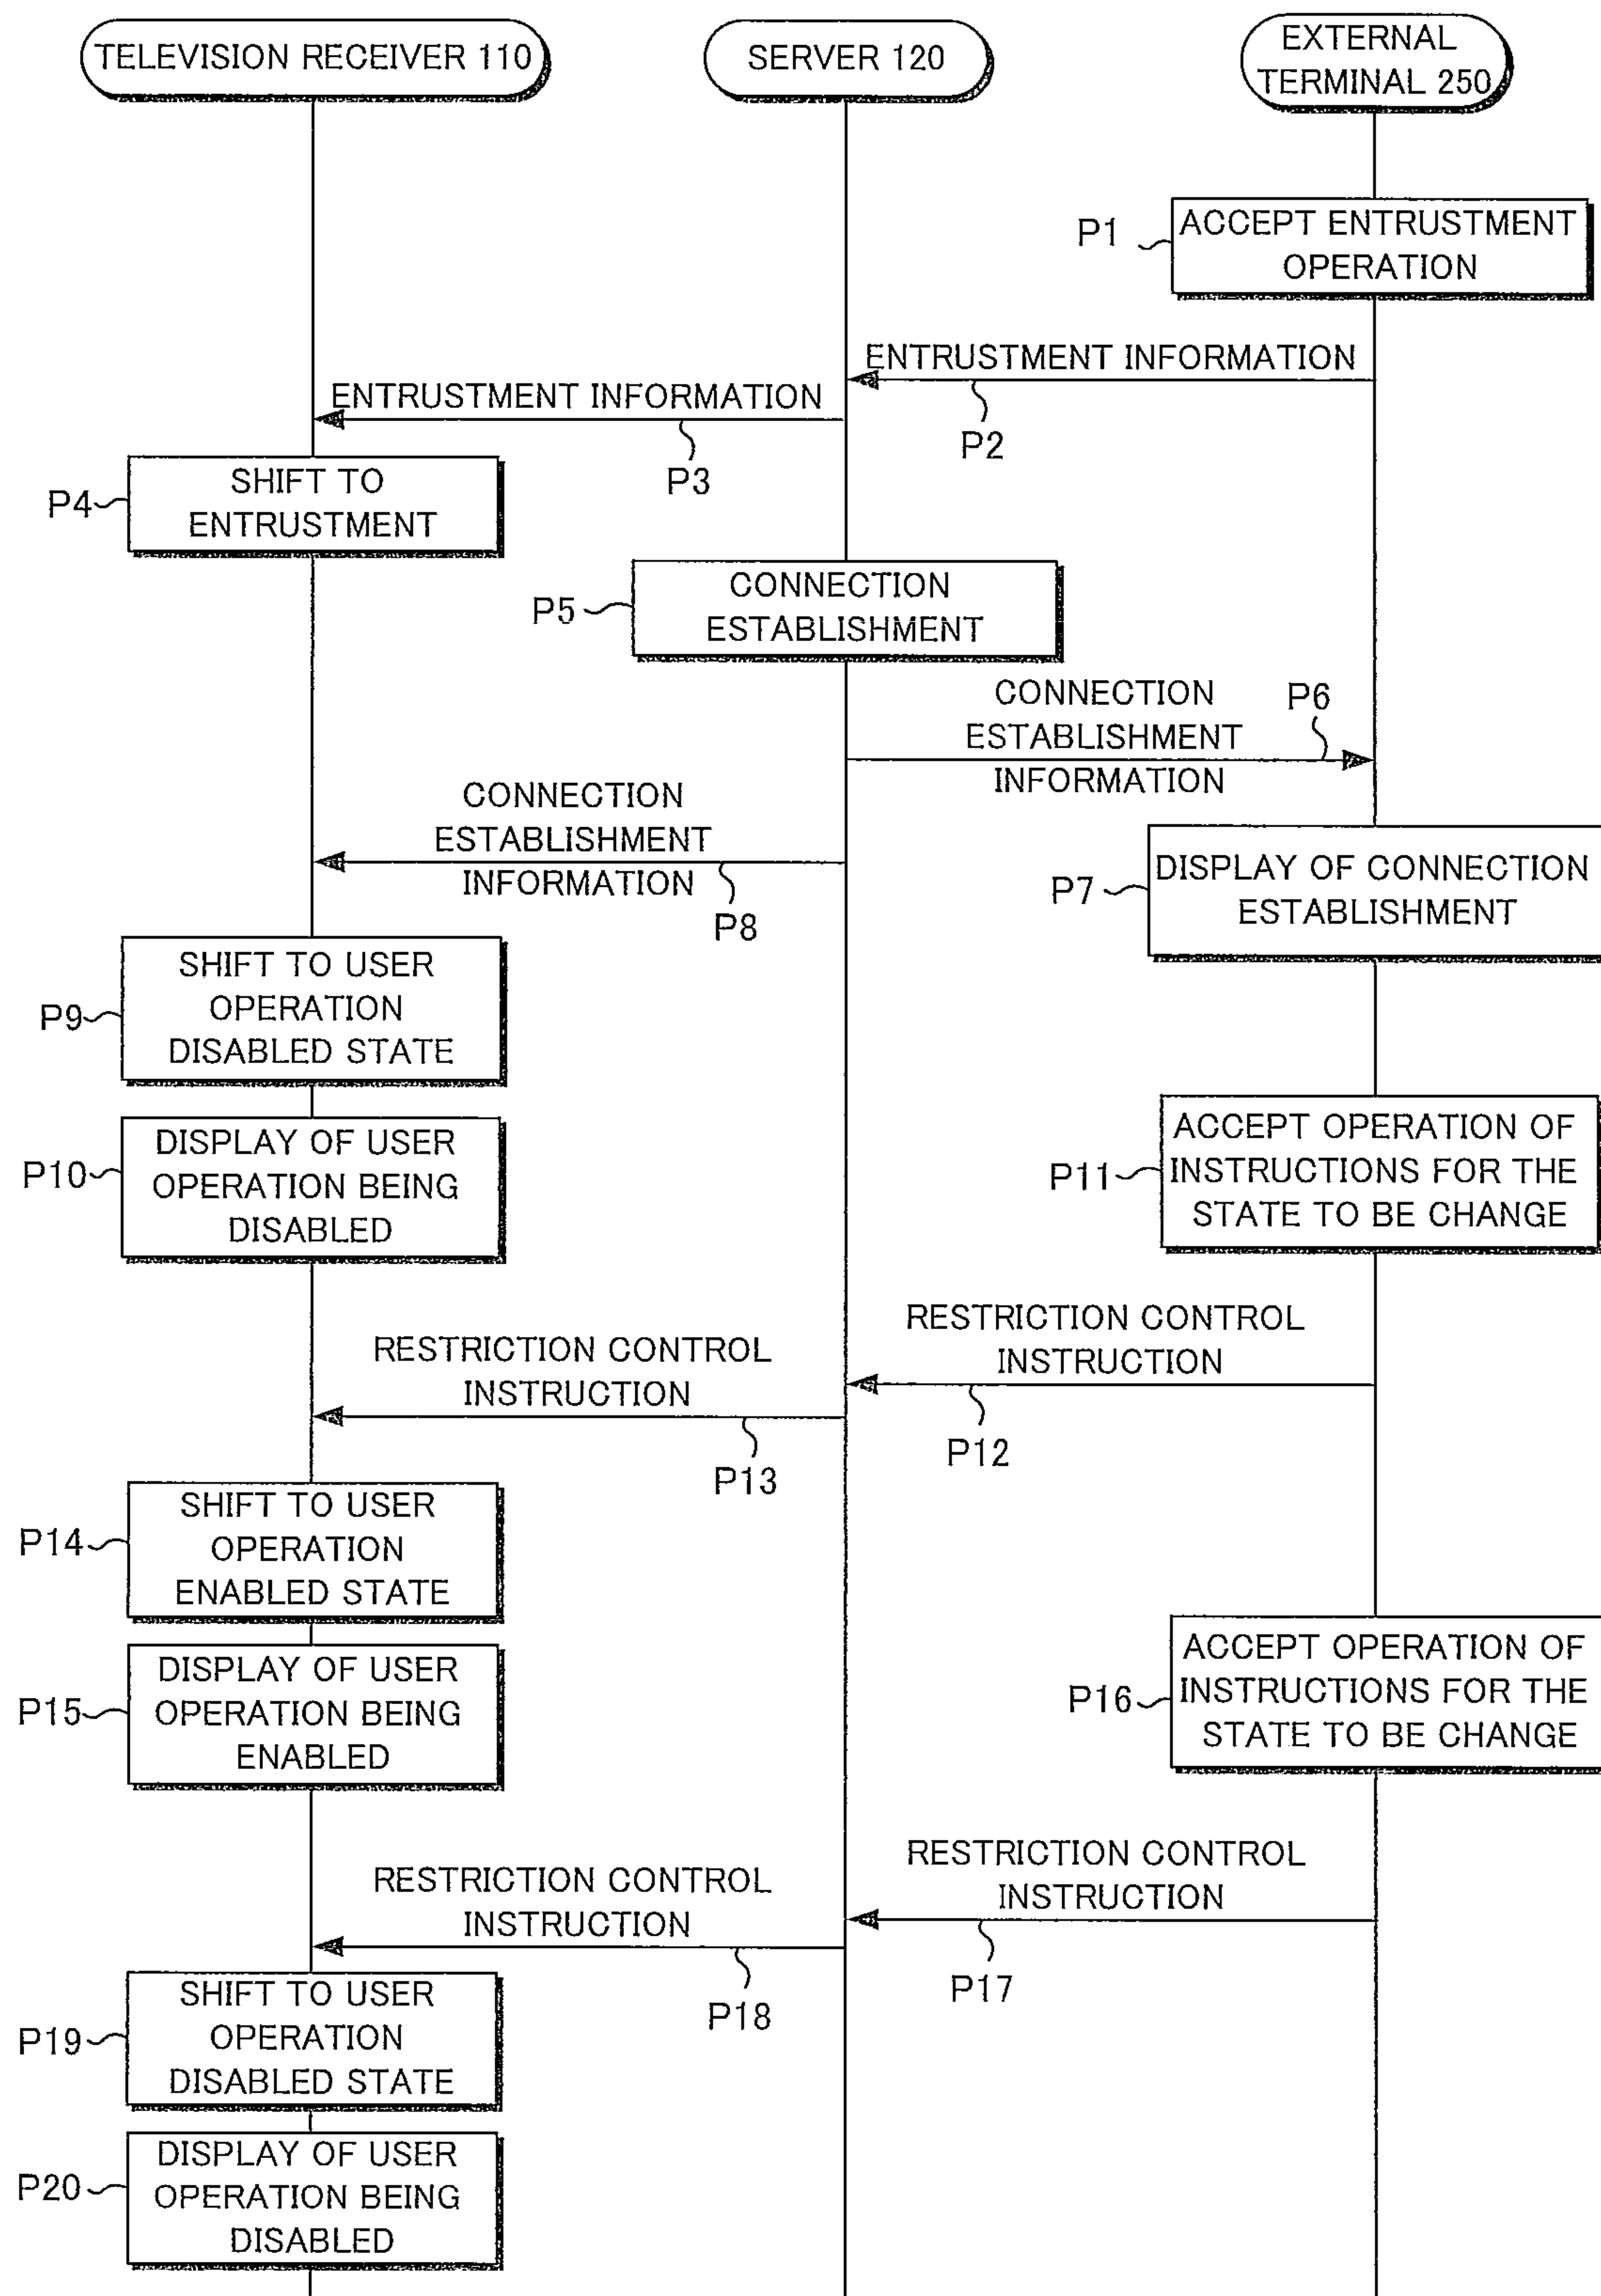 TELEVISION RECEIVER 110
SERVER 120
EXTERNAL
TERMINAL 250
P1
ACCEPT ENTRUSTMENT
OPERATION
ENTRUSTMENT INFORMATION
P2
ENTRUSTMENT INFORMATION
P3
P4
SHIFT TO
ENTRUSTMENT
P5
CONNECTION
ESTABLISHMENT
CONNECTION
ESTABLISHMENT
INFORMATION
P6
P7
DISPLAY OF CONNECTION
ESTABLISHMENT
CONNECTION
ESTABLISHMENT
INFORMATION
P8
P9
SHIFT TO USER
OPERATION
DISABLED STATE
P10
DISPLAY OF USER
OPERATION BEING
DISABLED
P11
ACCEPT OPERATION OF
INSTRUCTIONS FOR THE
STATE TO BE CHANGE
RESTRICTION CONTROL
INSTRUCTION
P12
RESTRICTION CONTROL
INSTRUCTION
P13
P14
SHIFT TO USER
OPERATION
ENABLED STATE
P15
DISPLAY OF USER
OPERATION BEING
ENABLED
P16
ACCEPT OPERATION OF
INSTRUCTIONS FOR THE
STATE TO BE CHANGE
RESTRICTION CONTROL
INSTRUCTION
P17
RESTRICTION CONTROL
INSTRUCTION
P18
P19
SHIFT TO USER
OPERATION
DISABLED STATE
P20
DISPLAY OF USER
OPERATION BEING
DISABLED